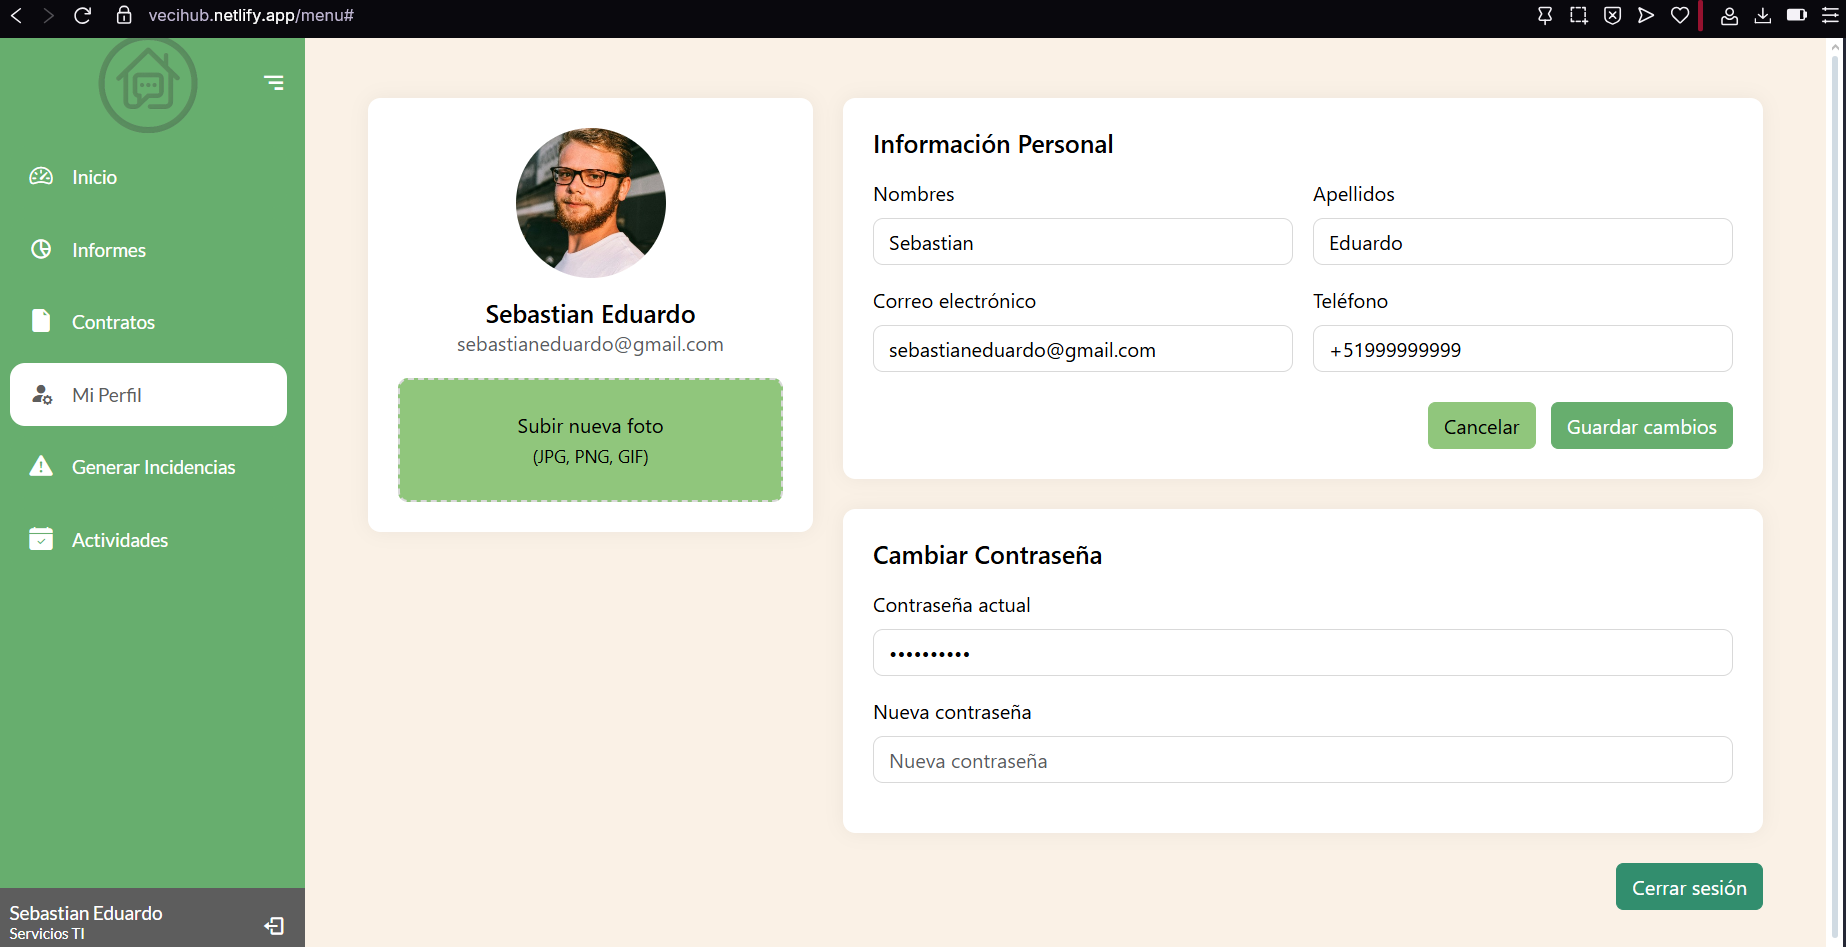 vecihub.netlify.app/menu#
Inicio
Informes
Contratos
Mi Perfil
Generar Incidencias
Actividades
Sebastian Eduardo
Servicios TI
Sebastian Eduardo
sebastianeduardo@gmail.com
Subir nueva foto
(JPG, PNG, GIF)
Información Personal
Nombres
Apellidos
Sebastian
Eduardo
Correo electrónico
Teléfono
sebastianeduardo@gmail.com
+51999999999
Cancelar
Guardar cambios
Cambiar Contraseña
Contraseña actual
••••••••••
Nueva contraseña
Nueva contraseña
Cerrar sesión